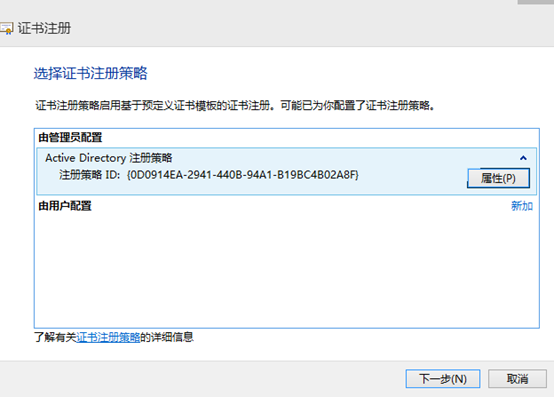 证书注册
选择证书注册策略
证书注册策略启用基于预定义证书模板的证书注册。可能已为你配置了证书注册策略。
由管理员配置
Active Directory 注册策略
注册策略 ID: {0D0914EA-2941-440B-94A1-B19BC4B02A8F}
属性(P)
由用户配置 新加
了解有关证书注册策略的详细信息
下一步(N) 取消